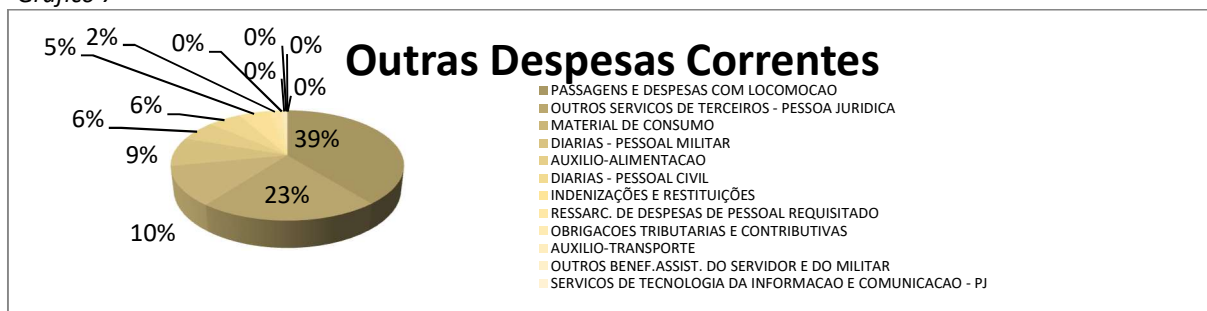 Outras Despesas Correntes
39%
23%
10%
9%
6%
6%
5%
2%
0%
0%
0%
0%
0%
PASSAGENS E DESPESAS COM LOCOMOCAO
OUTROS SERVICOS DE TERCEIROS - PESSOA JURIDICA
MATERIAL DE CONSUMO
DIARIAS - PESSOAL MILITAR
AUXILIO-ALIMENTACAO
DIARIAS - PESSOAL CIVIL
INDENIZAÇÕES E RESTITUIÇÕES
RESSARC. DE DESPESAS DE PESSOAL REQUISITADO
OBRIGACOES TRIBUTARIAS E CONTRIBUTIVAS
AUXILIO-TRANSPORTE
OUTROS BENEF.ASSIST. DO SERVIDOR E DO MILITAR
SERVICOS DE TECNOLOGIA DA INFORMACAO E COMUNICACAO - PJ